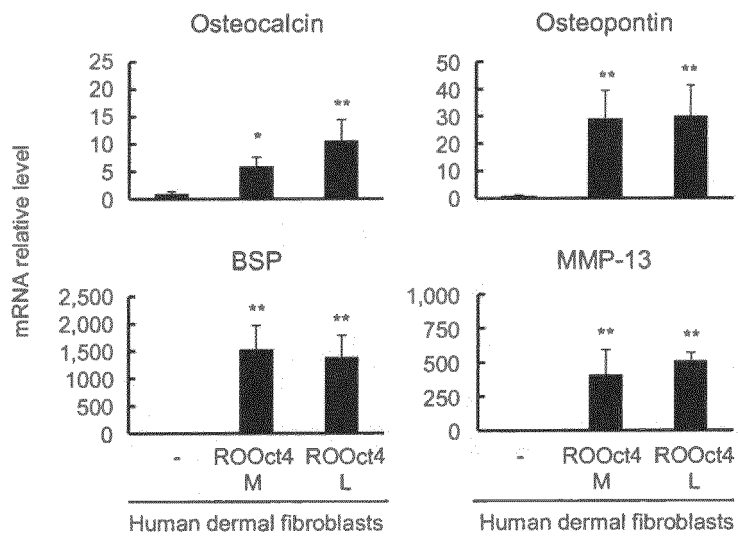 Osteocalcin
Osteopontin
mRNA relative level
25
20
15
10
5
0
*
**
50
40
30
20
10
0
**
**
BSP
MMP-13
2,500
2,000
1,500
1000
500
0
**
**
1,000
750
500
250
0
**
**
- ROOct4 ROOct4
M L
Human dermal fibroblasts
- ROOct4 ROOct4
M L
Human dermal fibroblasts